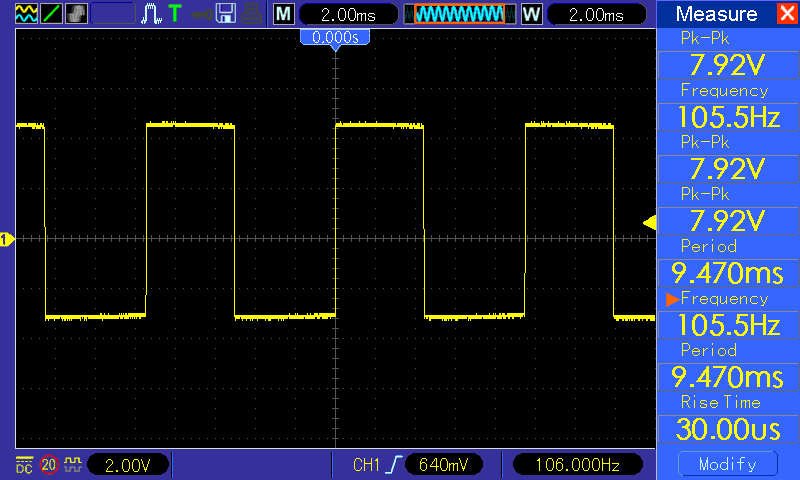 T M 2.00ms W 2.00ms Measure X
0.000s
Pk-Pk
7.92V
Frequency
105.5Hz
Pk-Pk
7.92V
Pk-Pk
7.92V
1
Period
9.470ms
Frequency
105.5Hz
Period
9.470ms
Rise Time
30.00us
DC 20 2.00V CH1 640mV 106.000Hz Modify